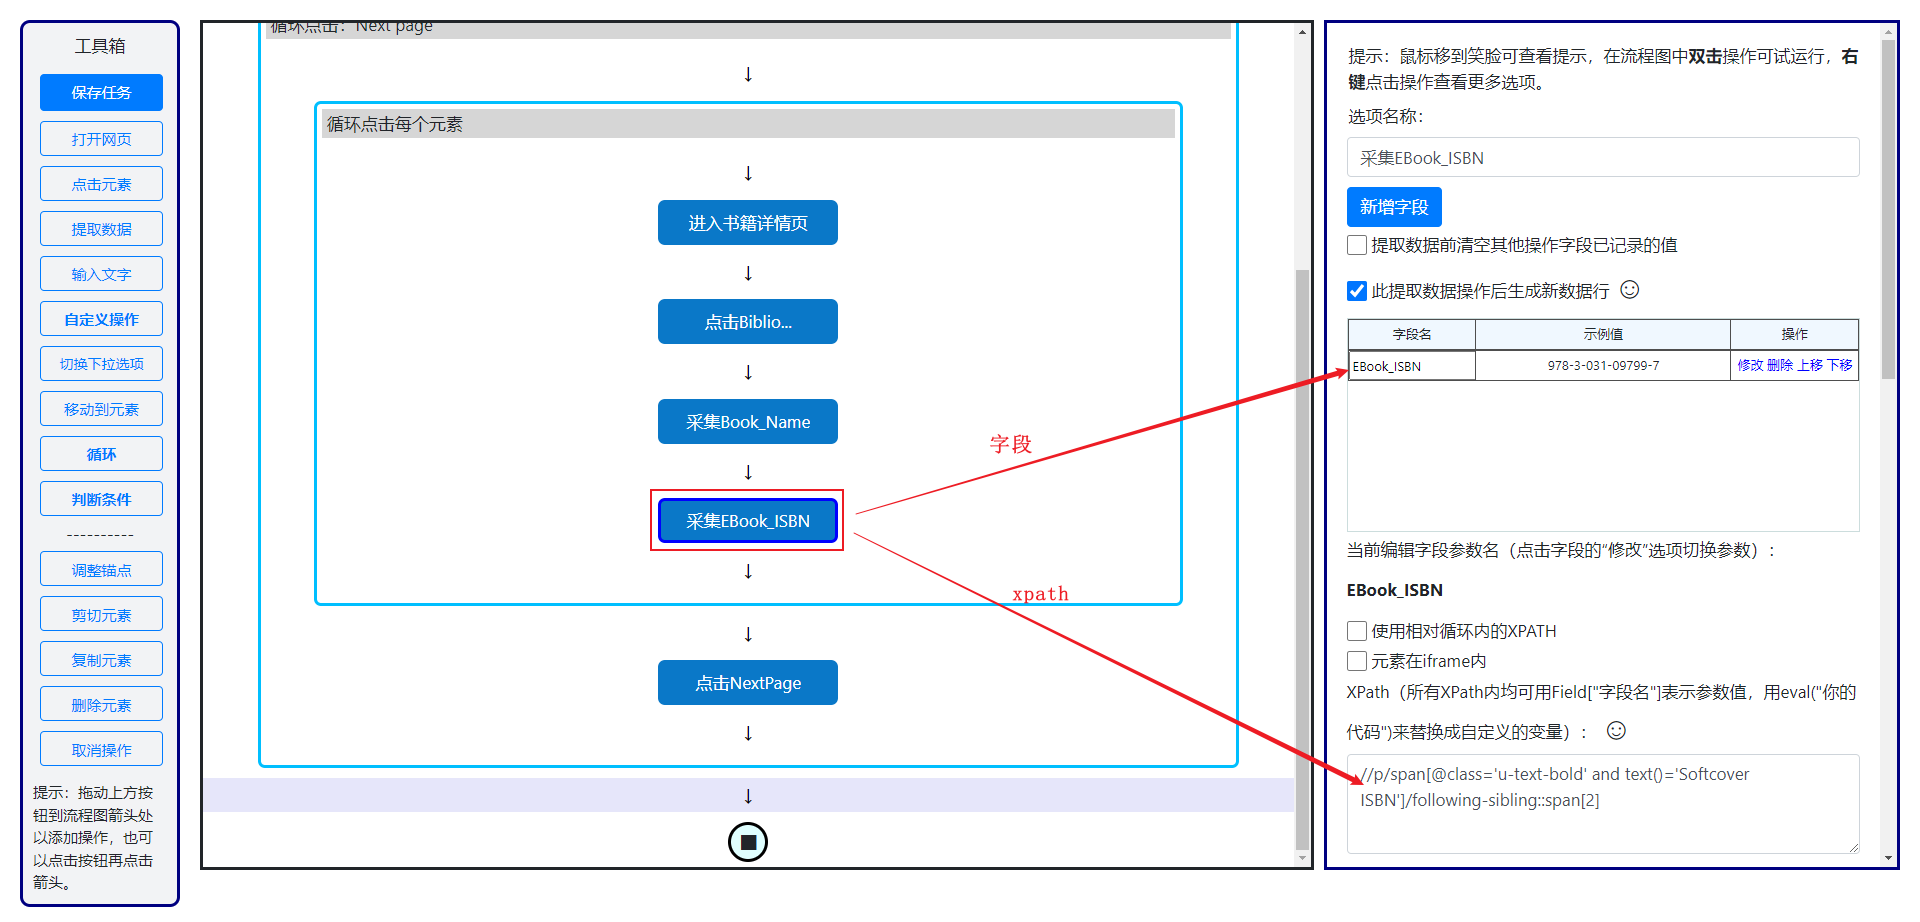 工具箱
保存任务
打开网页
点击元素
提取数据
输入文字
自定义操作
切换下拉选项
移动到元素
循环
判断条件
----------
调整锚点
剪切元素
复制元素
删除元素
取消操作
提示：拖动上方按
钮到流程图箭头处
以添加操作，也可
以点击按钮再点击
箭头。
循环点击：Next page
↓
循环点击每个元素
↓
进入书籍详情页
↓
点击Biblio...
↓
采集Book_Name
↓
采集EBook_ISBN
↓
↓
点击NextPage
↓
↓
字段
xpath
提示：鼠标移到笑脸可查看提示，在流程图中双击操作可试运行，右
键点击操作查看更多选项。
选项名称：
采集EBook_ISBN
新增字段
提取数据前清空其他操作字段已记录的值
此提取数据操作后生成新数据行
字段名 示例值 操作
EBook_ISBN 978-3-031-09799-7 修改 删除 上移 下移
当前编辑字段参数名（点击字段的“修改”选项切换参数）：
EBook_ISBN
使用相对循环内的XPATH
元素在iframe内
XPath（所有XPath内均可用Field["字段名"]表示参数值，用eval("你的
代码")来替换成自定义的变量）：
//p/span[@class='u-text-bold' and text()='Softcover
ISBN']/following-sibling::span[2]